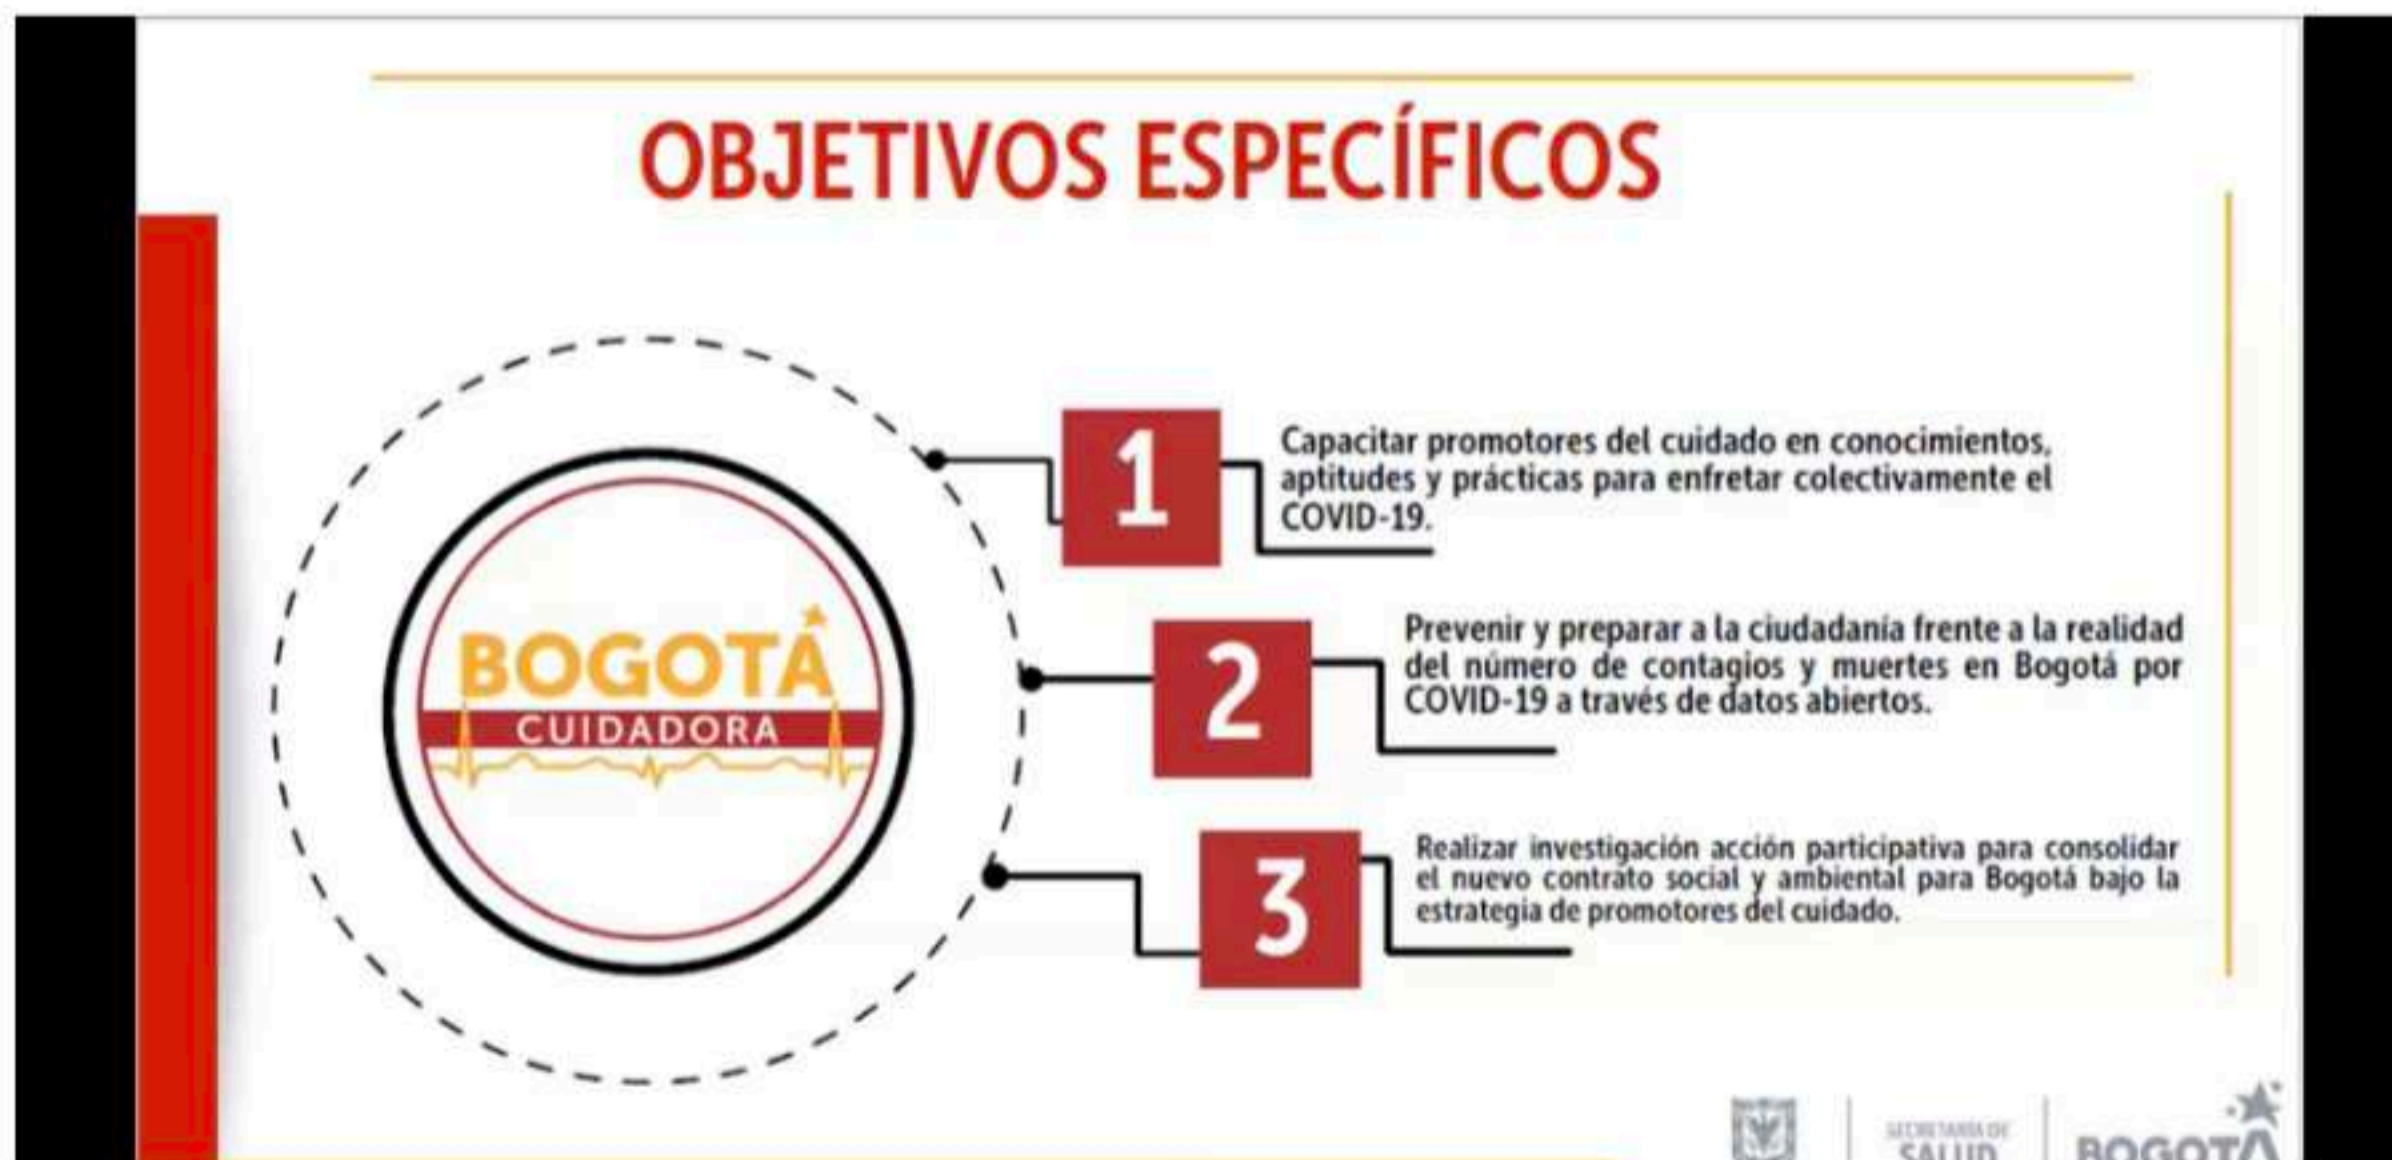 OBJETIVOS ESPECÍFICOS
BOGOTÁ
CUIDADORA
1
Capacitar promotores del cuidado en conocimientos,
aptitudes y prácticas para enfretar colectivamente el
COVID-19.
2
Prevenir y preparar a la ciudadanía frente a la realidad
del número de contagios y muertes en Bogotá por
COVID-19 a través de datos abiertos.
3
Realizar investigación acción participativa para consolidar
el nuevo contrato social y ambiental para Bogotá bajo la
estrategia de promotores del cuidado.
SECRETARÍA DE
SALUD
BOGOTÁ